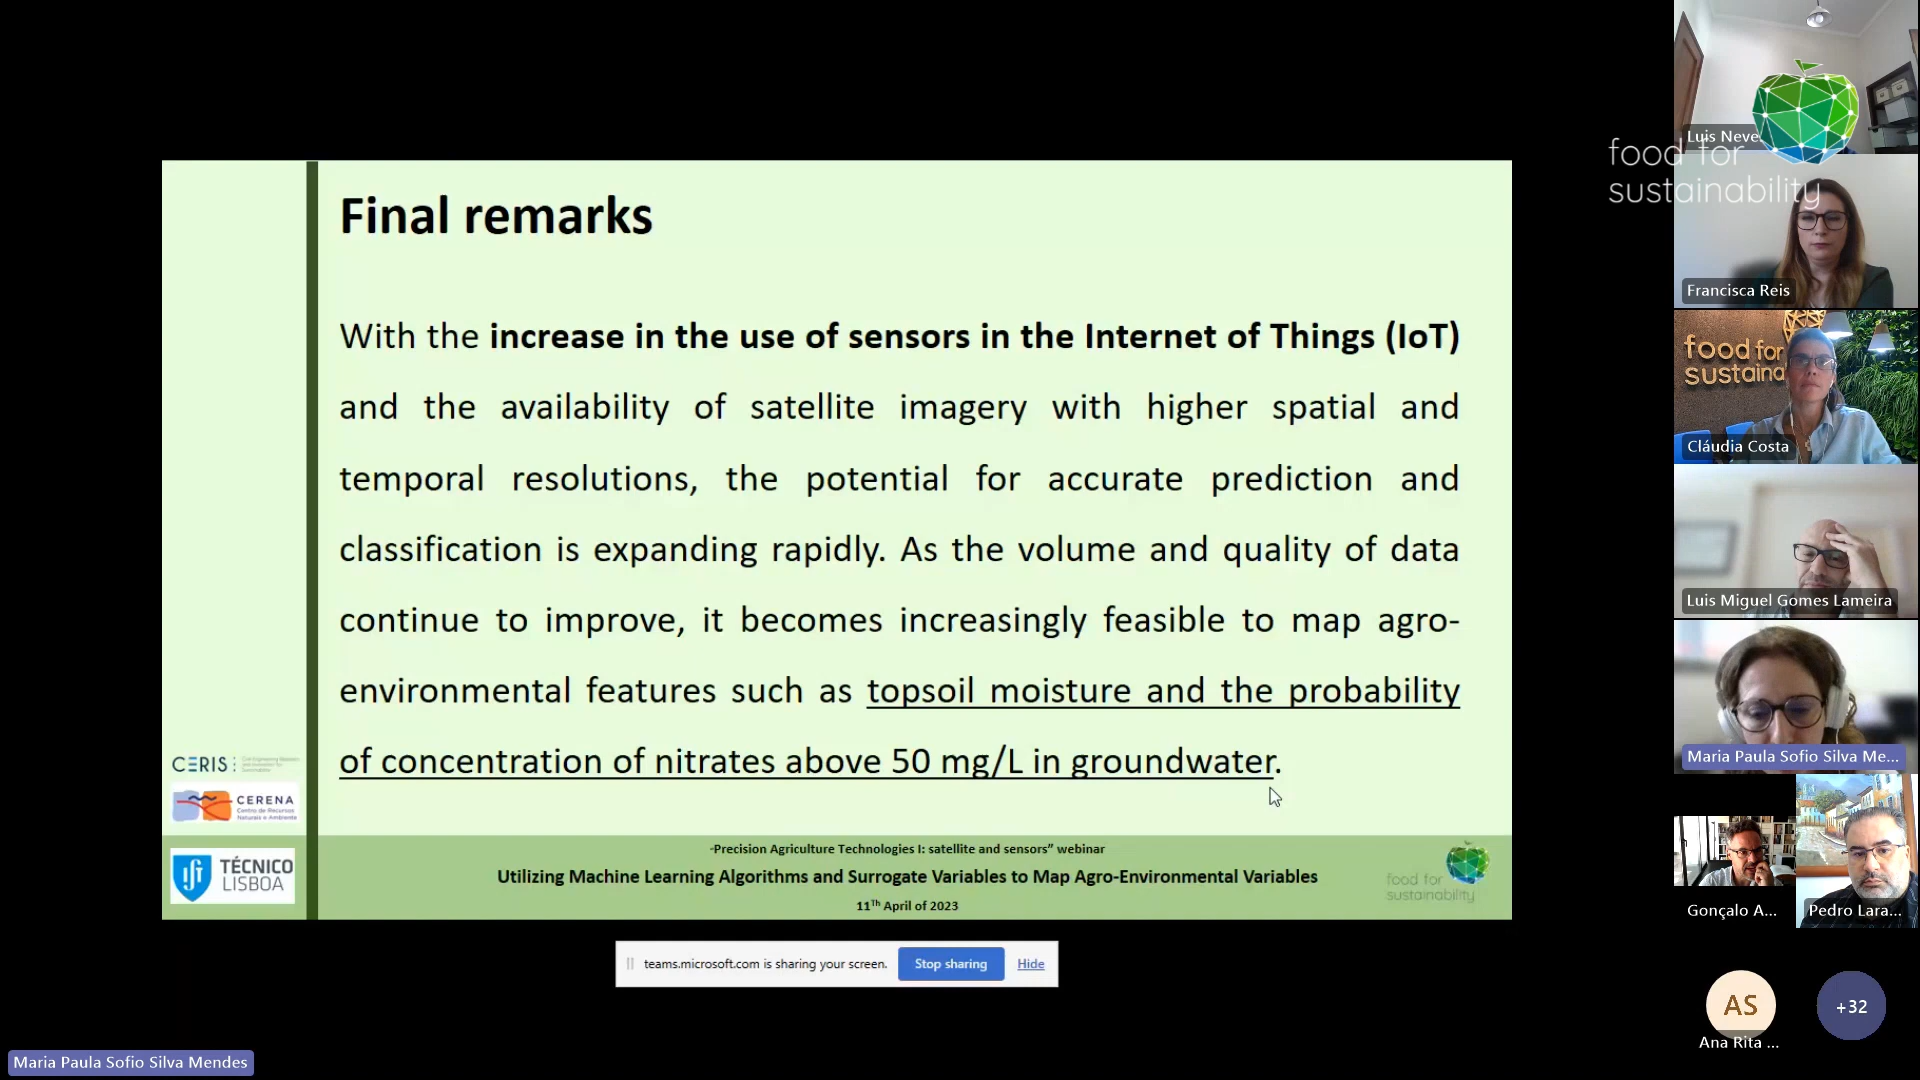 Final remarks
With the increase in the use of sensors in the Internet of Things (IoT)
and the availability of satellite imagery with higher spatial and
temporal resolutions, the potential for accurate prediction and
classification is expanding rapidly. As the volume and quality of data
continue to improve, it becomes increasingly feasible to map agro-
environmental features such as topsoil moisture and the probability
of concentration of nitrates above 50 mg/L in groundwater.
CERIS
CERENA
Centro de Recursos
Naturais e Ambiente
TÉCNICO
LISBOA
-Precision Agriculture Technologies I: satellite and sensors” webinar
Utilizing Machine Learning Algorithms and Surrogate Variables to Map Agro-Environmental Variables
11Th April of 2023
food for
sustainability
teams.microsoft.com is sharing your screen.
Stop sharing
Hide
Maria Paula Sofio Silva Mendes
Luis Neve
food for
sustainability
Francisca Reis
food for
sustaina
Cláudia Costa
Luis Miguel Gomes Lameira
Maria Paula Sofio Silva Me...
Gonçalo A...
Pedro Lara...
AS
Ana Rita ...
+32